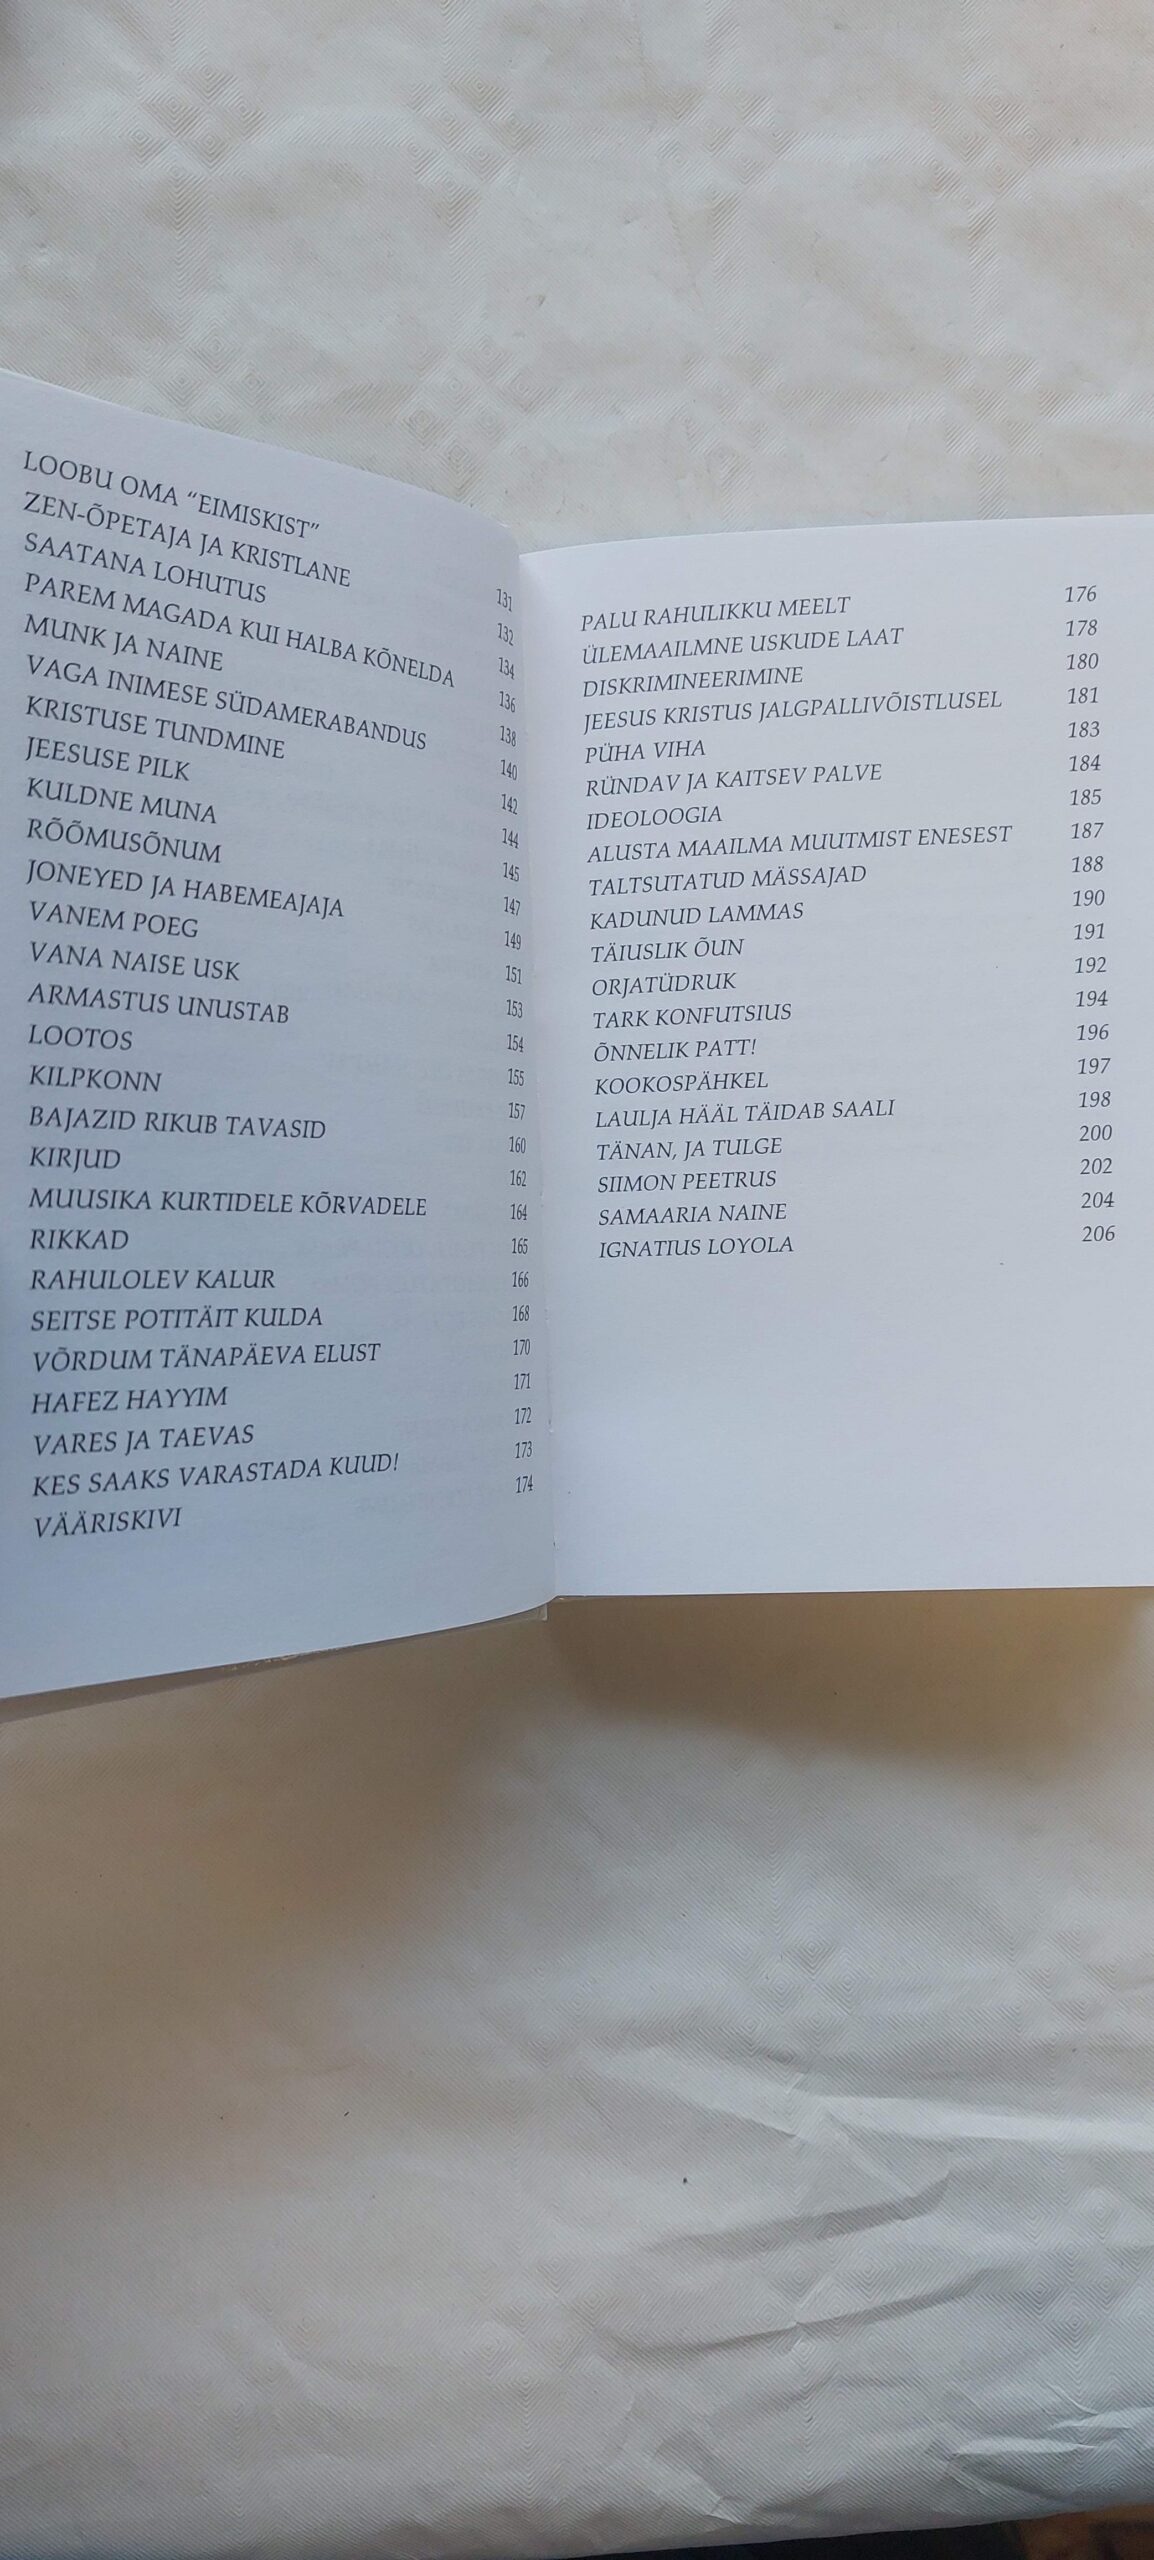 LOOBU OMA “EIMISKIST” 131
ZEN-ÕPETAJA JA KRISTLANE 132
SAATANA LOHUTUS 134
PAREM MAGADA KUI HALBA KÕNELDA 136
MUNK JA NAINE 138
VAGA INIMESE SÜDAMERABANDUS 140
KRISTUSE TUNDMINE 142
JEESUSE PILK 144
KULDNE MUNA 145
RÕÕMUSÕNUM 147
JONEYED JA HABEMEAJAJA 149
VANEM POEG 151
VANA NAISE USK 153
ARMASTUS UNUSTAB 154
LOOTOS 155
KILPKONN 157
BAJAZID RIKUB TAVASID 160
KIRJUD 162
MUUSIKA KURTIDELE KÕRVADELE 164
RIKKAD 165
RAHULOLEV KALUR 166
SEITSE POTITÄIT KULDA 168
VÕRDUM TÄNAPÄEVA ELUST 170
HAFEZ HAYYIM 171
VARES JA TAEVAS 172
KES SAAKS VARASTADA KUUD! 173
VÄÄRISKIVI 174
PALU RAHULIKKU MEELT 176
ÜLEMAAILMNE USKUDE LAAT 178
DISKRIMINEERIMINE 180
JEESUS KRISTUS JALGPALLIVÕISTLUSEL 181
PÜHA VIHA 183
RÜNDAV JA KAITSEV PALVE 184
IDEOLOOGIA 185
ALUSTA MAAILMA MUUTMIST ENESEST 187
TALTSUTATUD MÄSSAJAD 188
KADUNUD LAMMAS 190
TÄIUSLIK ÕUN 191
ORJATÜDRUK 192
TARK KONFUTSIUS 194
ÕNNELIK PATT! 196
KOOKOSPÄHKEL 197
LAULJA HÄÄL TÄIDAB SAALI 198
TÄNAN, JA TULGE 200
SIIMON PEETRUS 202
SAMAARIA NAINE 204
IGNATIUS LOYOLA 206